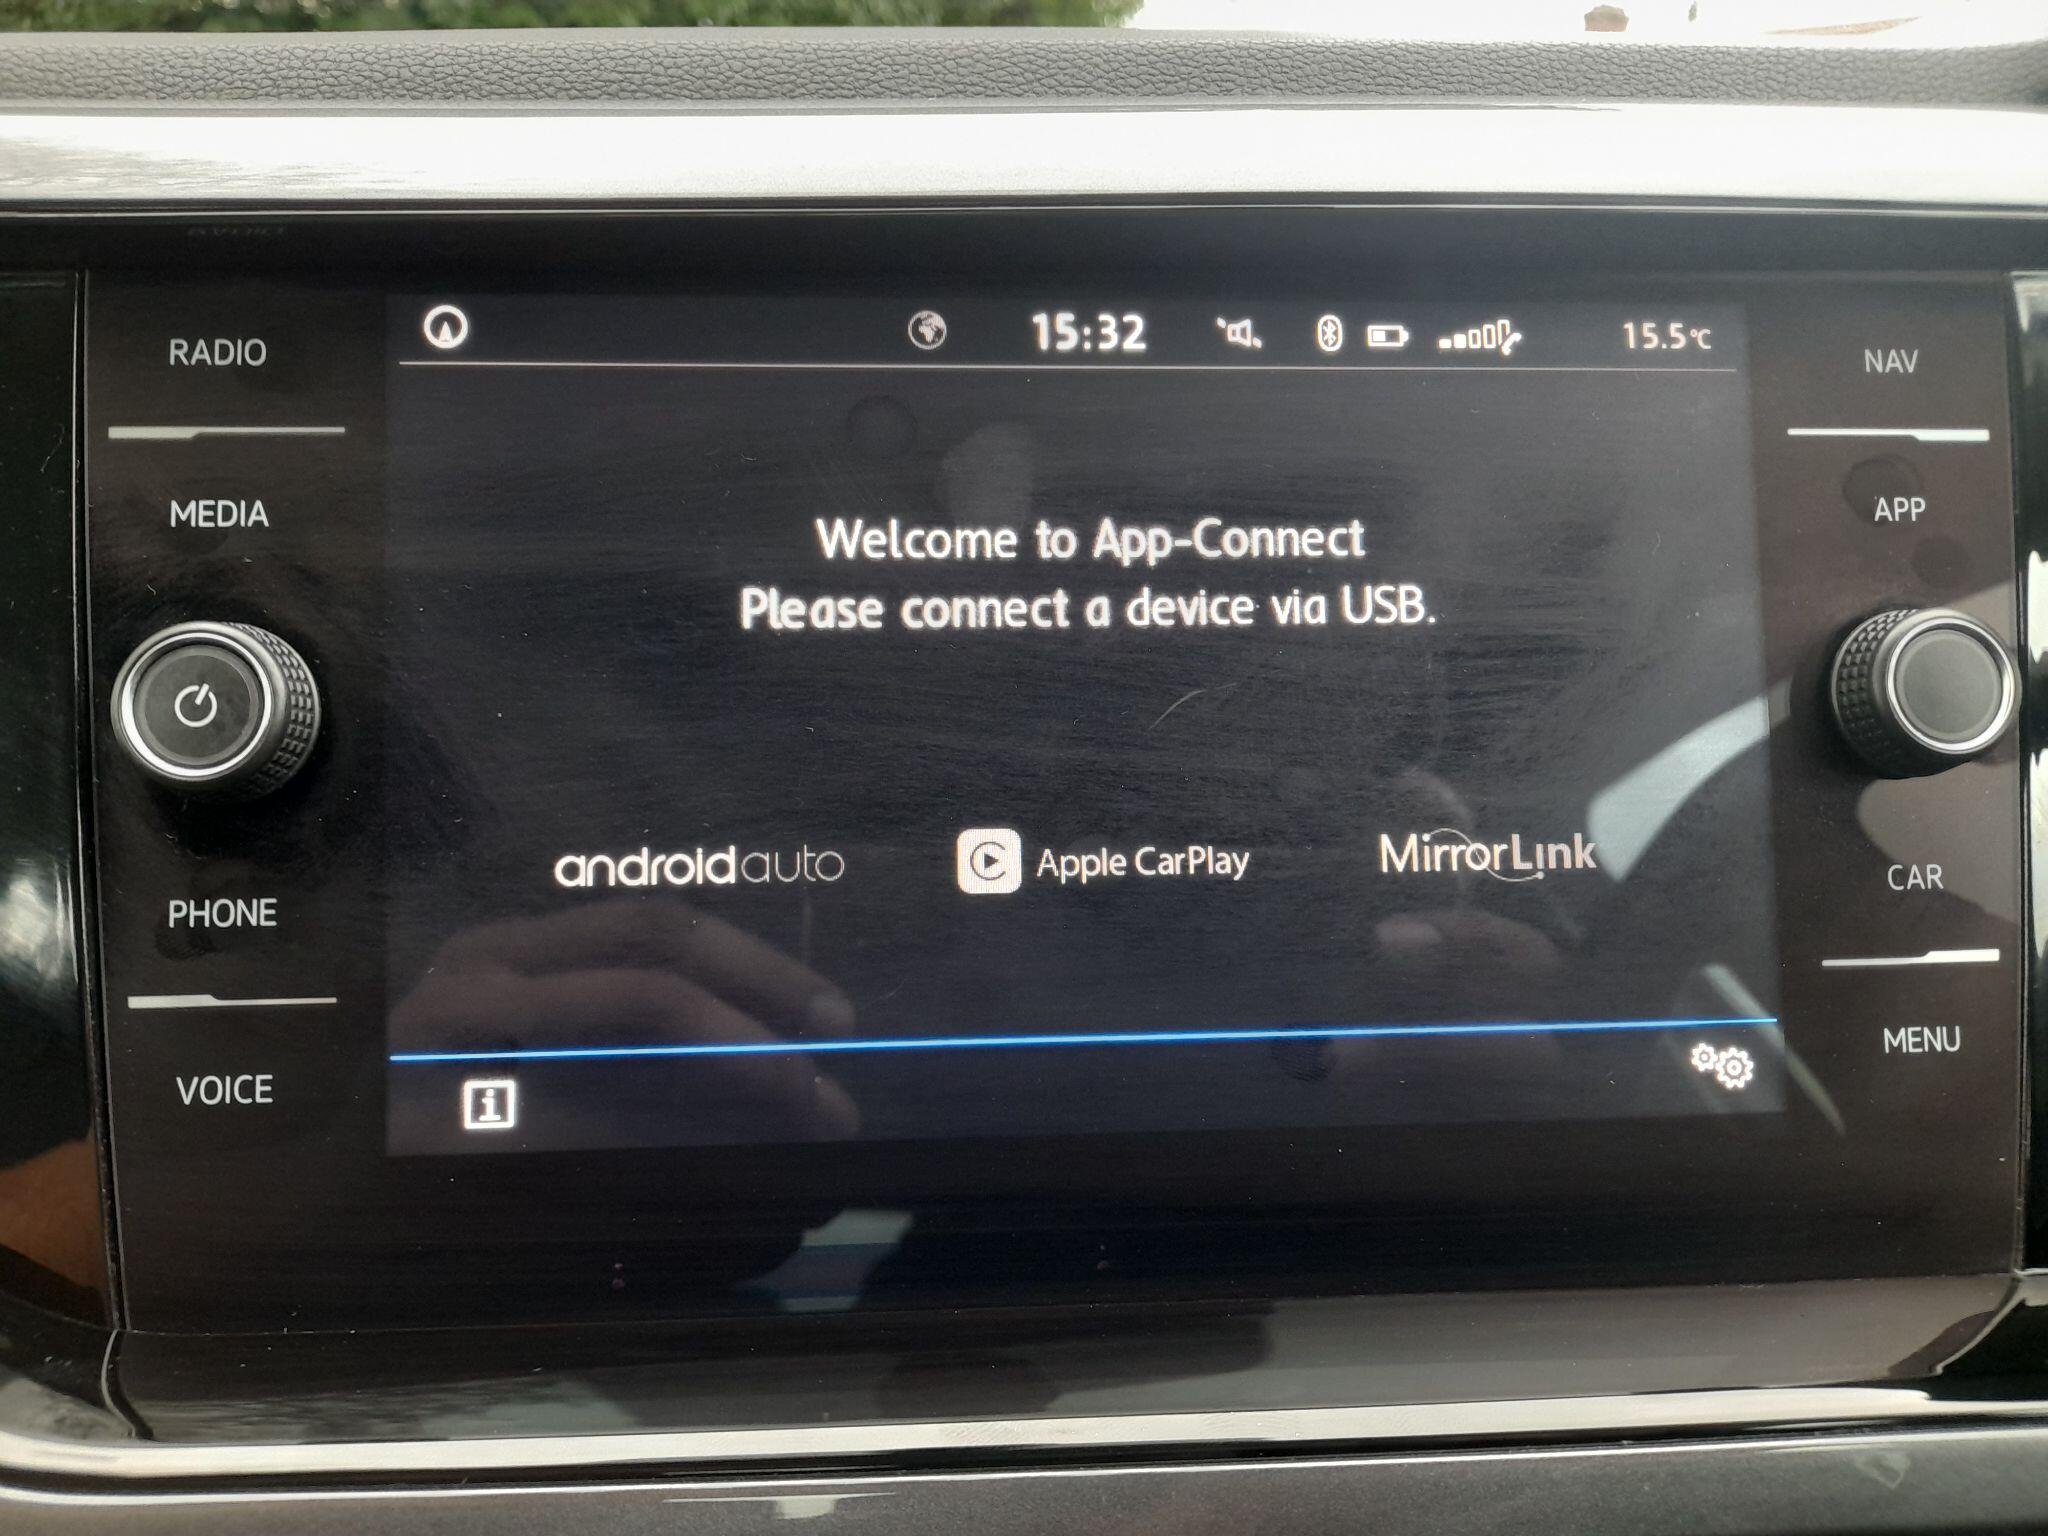 15:32
15.5°C
RADIO
NAV
MEDIA
APP
Welcome to App-Connect
Please connect a device via USB.
androidauto
Apple CarPlay
MirrorLink
PHONE
CAR
VOICE
MENU
i